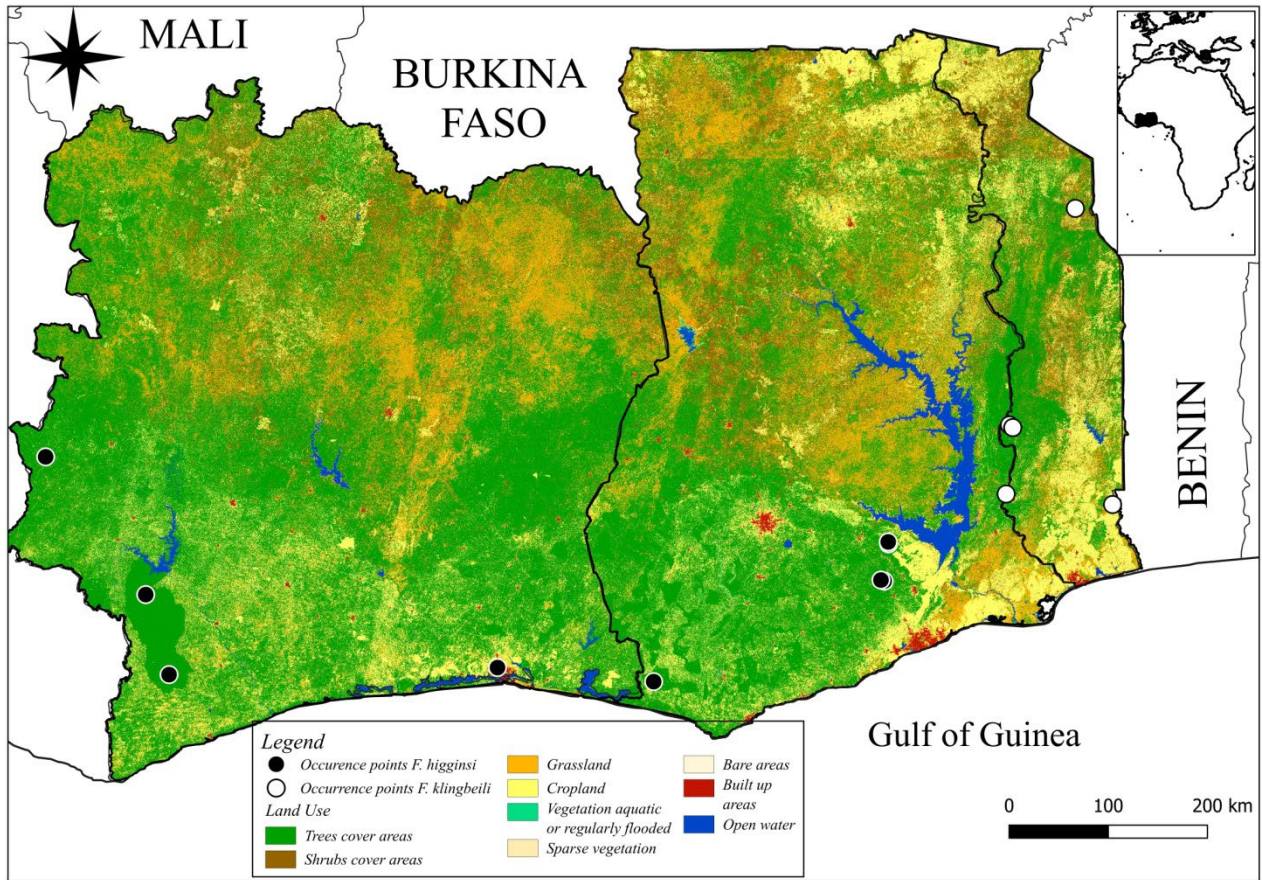 MALI
BURKINA
FASO
BENIN
Gulf of Guinea
Legend
Occurence points F. higginsi
Occurrence points F. klingbeili
Land Use
Trees cover areas
Shrubs cover areas
Grassland
Cropland
Vegetation aquatic
or regularly flooded
Sparse vegetation
Bare areas
Built up
areas
Open water
0 100 200 km